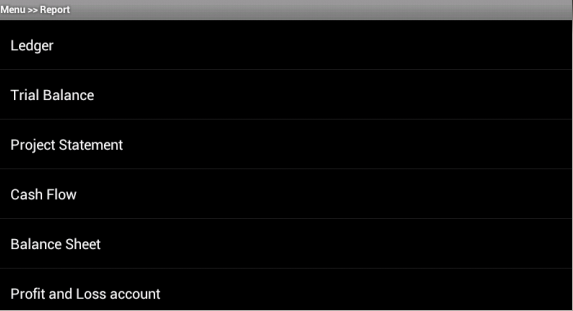 Menu >> Report
Ledger
Trial Balance
Project Statement
Cash Flow
Balance Sheet
Profit and Loss account